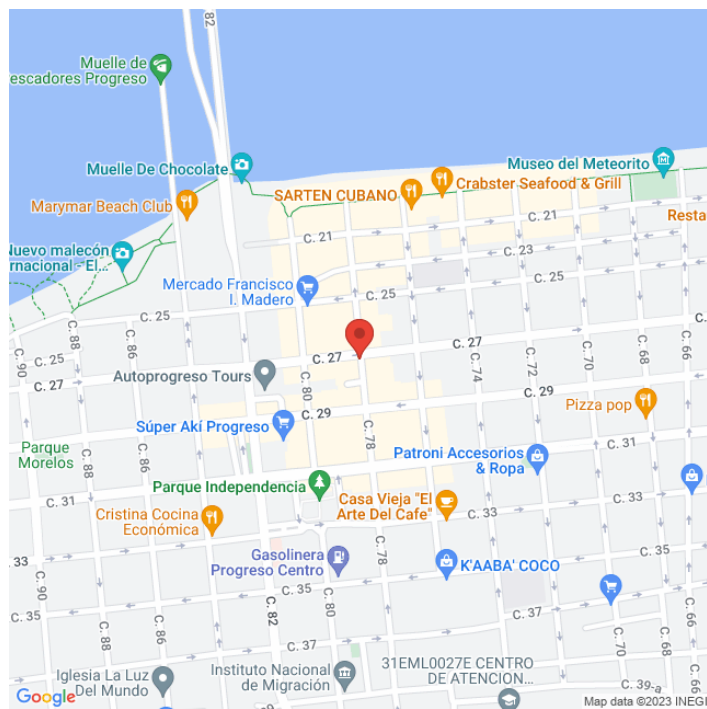 C. 82
82
Muelle de
escadores Progreso
Muelle De Chocolate
Museo del Meteorito
Marymar Beach Club
SARTEN CUBANO
Crabster Seafood & Grill
C. 21
C. 21
Resta
Nuevo malecón
rnacional - El...
C. 23
Mercado Francisco
I. Madero
C. 25
C. 25
C. 25
C. 25
C. 88
C. 86
C. 90
C. 27
C. 27
C. 27
Autoprogreso Tours
C. 80
C. 74
C. 72
C. 70
C. 68
C. 66
C. 29
C. 29
Pizza pop
Súper Akí Progreso
C. 78
Parque
Morelos
C. 88
C. 86
C. 31
Patroni Accesorios
& Ropa
Parque Independencia
C. 31
Casa Vieja "El
Arte Del Cafe"
C. 33
Cristina Cocina
Económica
33
C. 78
C. 35
Gasolinera
Progreso Centro
K'AABA' COCO
C. 90
C. 35
C. 80
C. 82
C. 37
C. 88
C. 86
C. 37
C. 70
C. 66
Iglesia La Luz
Del Mundo
Instituto Nacional
de Migración
31EML0027E CENTRO
DE ATENCION...
C. 39-a
Google
Map data ©2023 INEGI